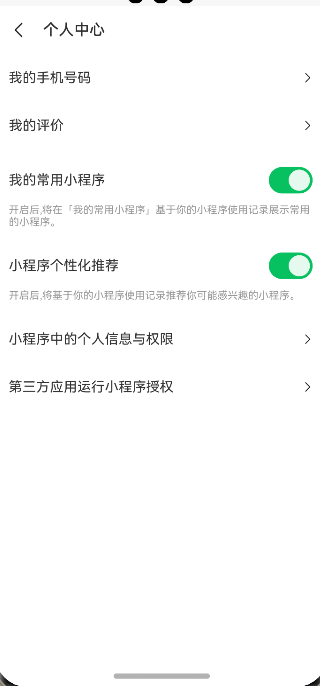 个人中心
我的手机号码
我的评价
我的常用小程序
开启后,将在「我的常用小程序」基于你的小程序使用记录展示常用
的小程序。
小程序个性化推荐
开启后,将基于你的小程序使用记录推荐你可能感兴趣的小程序。
小程序中的个人信息与权限
第三方应用运行小程序授权